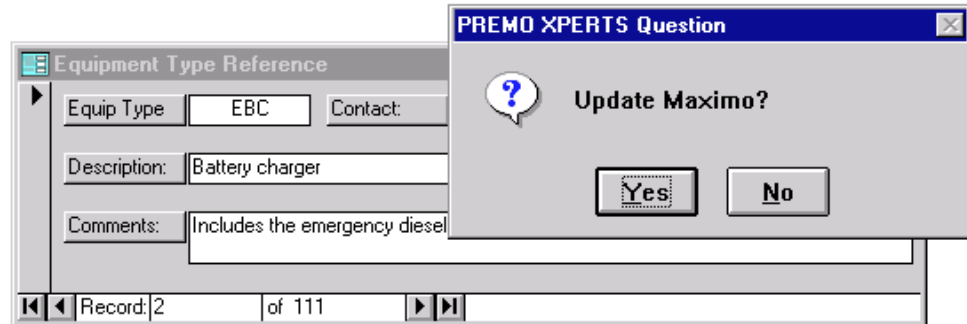 PREMO XPERTS Question
Update Maximo?
Yes No
Equipment Type Reference
Equip Type EBC Contact:
Description: Battery charger
Comments: Includes the emergency diesel
Record: 2 of 111